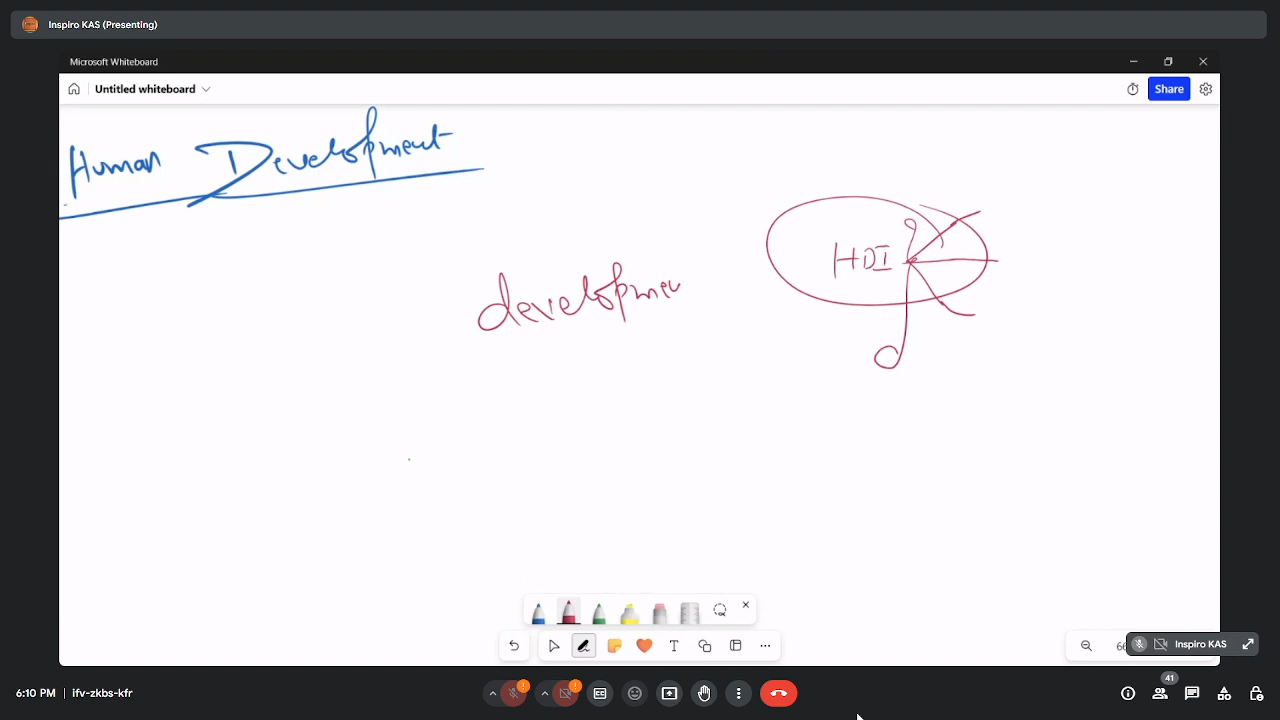 Inspiro KAS (Presenting)
Microsoft Whiteboard
Untitled whiteboard
Share
Human Development
HDI
developme
T
Inspiro KAS
6:10 PM | ifv-zkbs-kfr
41